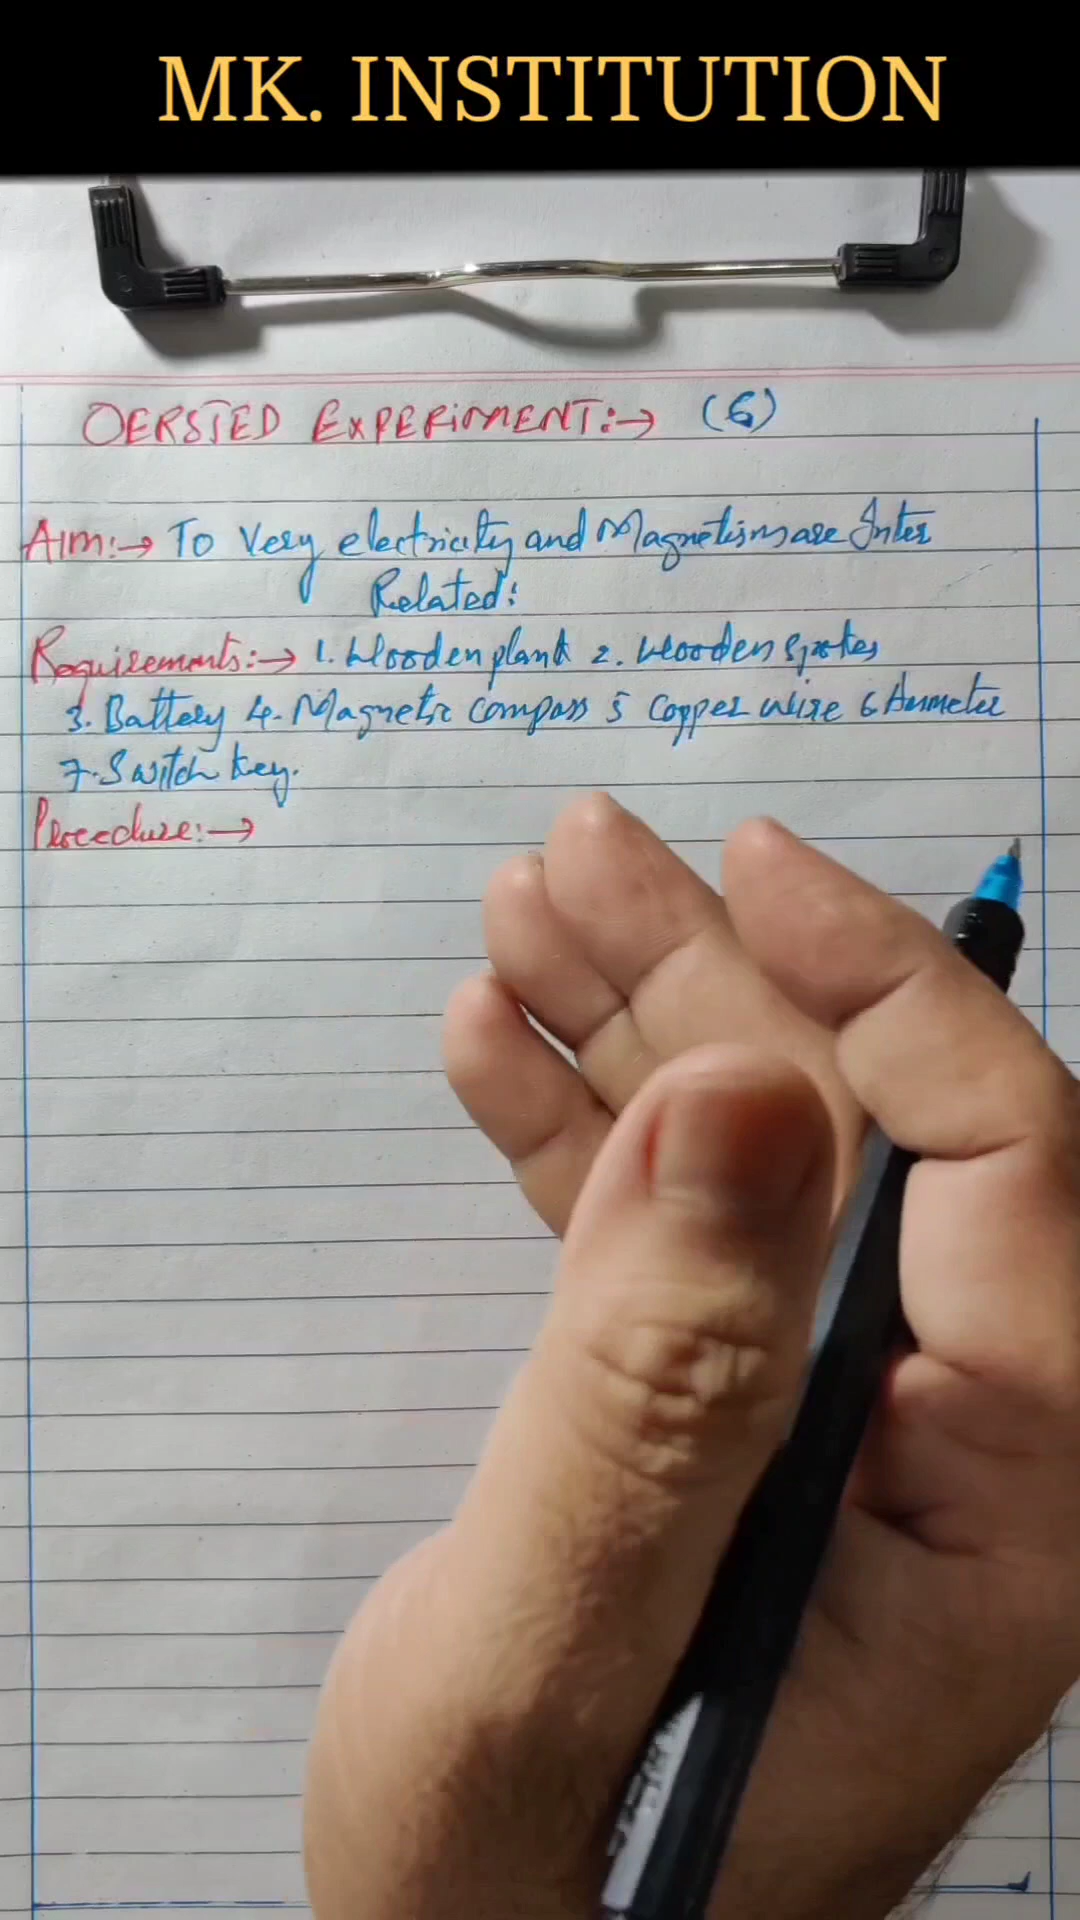 MK. INSTITUTION
OERSTED EXPERiMENT:→ (6)
Aim:→ To Very electricity and Magnetism are Inter
Related:
Requirements:→ 1. Wooden plank 2. Wooden spokes
3. Battery 4. Magnetic compass 5 Copper wire 6 Ammeter
7. Switch key.
Procedure:→